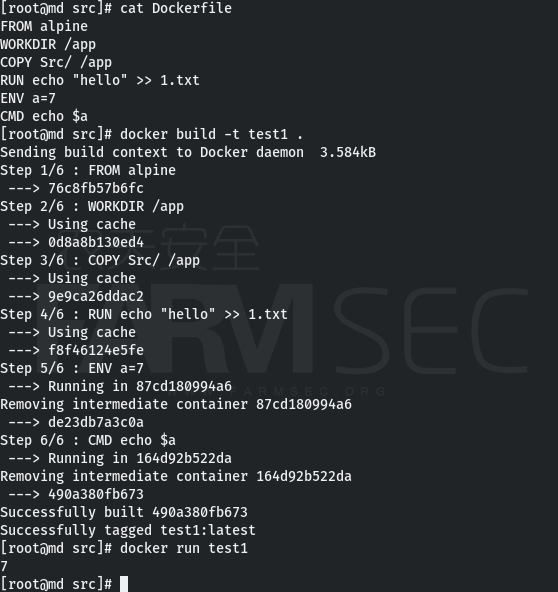 [root@md src]# cat Dockerfile
FROM alpine
WORKDIR /app
COPY Src/ /app
RUN echo "hello" >> 1.txt
ENV a=7
CMD echo $a
[root@md src]# docker build -t test1 .
Sending build context to Docker daemon  3.584kB
Step 1/6 : FROM alpine
 ---> 76c8fb57b6fc
Step 2/6 : WORKDIR /app
 ---> Using cache
 ---> 0d8a8b130ed4
Step 3/6 : COPY Src/ /app
 ---> Using cache
 ---> 9e9ca26ddac2
Step 4/6 : RUN echo "hello" >> 1.txt
 ---> Using cache
 ---> f8f46124e5fe
Step 5/6 : ENV a=7
 ---> Running in 87cd180994a6
Removing intermediate container 87cd180994a6
 ---> de23db7a3c0a
Step 6/6 : CMD echo $a
 ---> Running in 164d92b522da
Removing intermediate container 164d92b522da
 ---> 490a380fb673
Successfully built 490a380fb673
Successfully tagged test1:latest
[root@md src]# docker run test1
7
[root@md src]#
安全
FARMSEC
WWW.FARMSEC.ORG